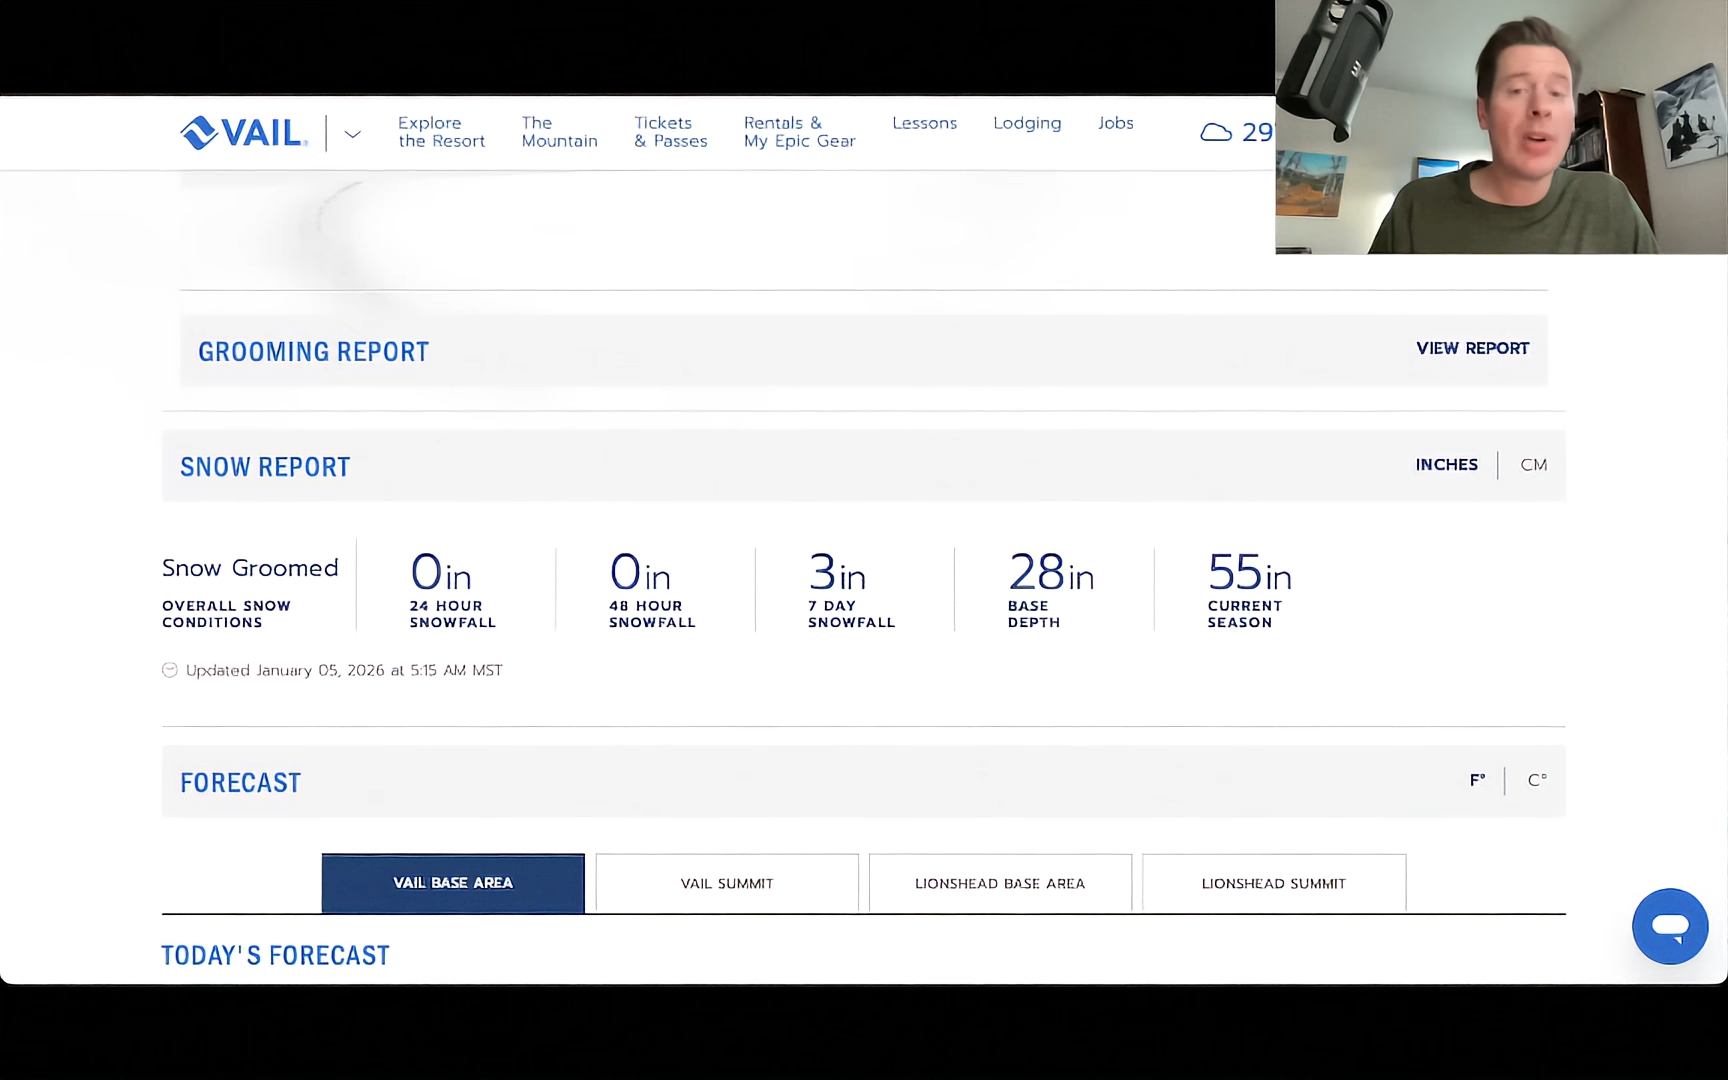 VAIL
Explore
the Resort
The
Mountain
Tickets
& Passes
Rentals &
My Epic Gear
Lessons
Lodging
Jobs
29°
GROOMING REPORT
VIEW REPORT
SNOW REPORT
INCHES
CM
Snow Groomed
OVERALL SNOW
CONDITIONS
0in
24 HOUR
SNOWFALL
0in
48 HOUR
SNOWFALL
3in
7 DAY
SNOWFALL
28in
BASE
DEPTH
55in
CURRENT
SEASON
Updated January 05, 2026 at 5:15 AM MST
FORECAST
F°
C°
VAIL BASE AREA
VAIL SUMMIT
LIONSHEAD BASE AREA
LIONSHEAD SUMMIT
TODAY'S FORECAST